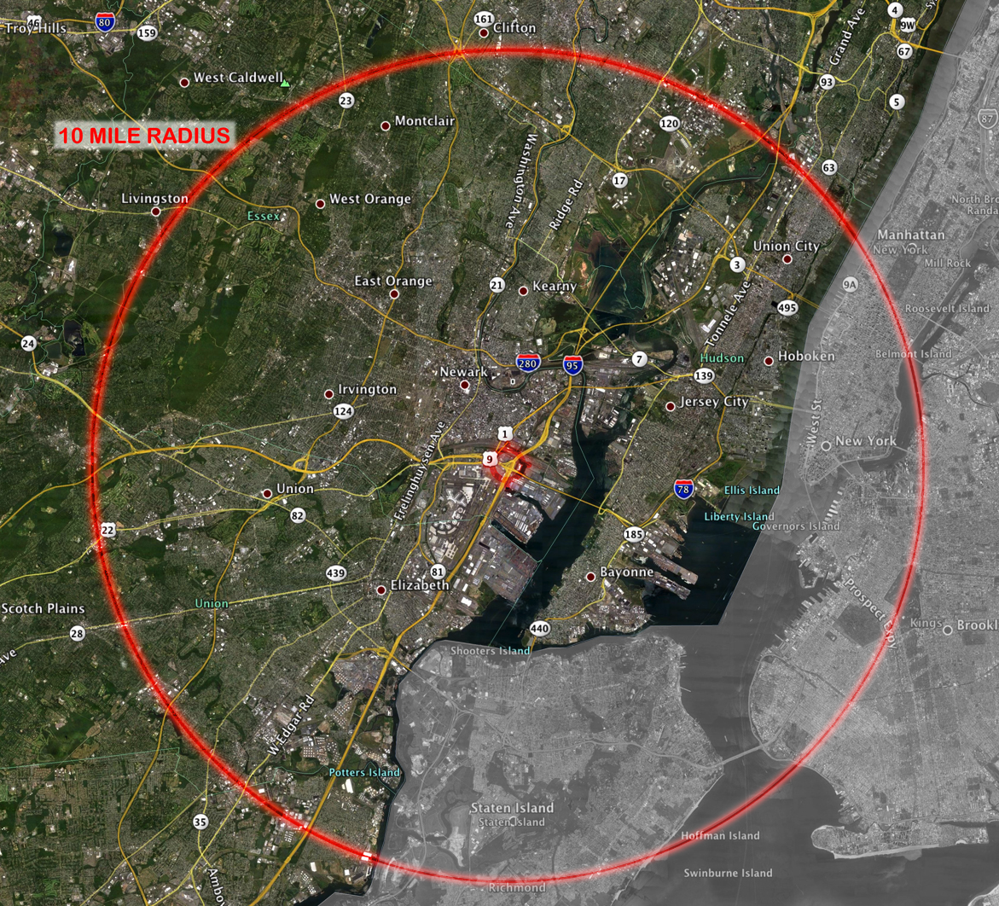 46
80
Troy Hills
159
161
Clifton
4
9W
Grand Ave
67
West Caldwell
93
23
5
87
10 MILE RADIUS
Montclair
120
Washington Ave
63
17
Ridge Rd
Livingston
West Orange
Essex
Manhattan
New York
Union City
Mill Rock
3
East Orange
21
Kearny
9A
Tonnele Ave
495
Roosevelt Island
24
Belmont Island
280
95
7
Hudson
Hoboken
Newark
139
Irvington
Jersey City
124
West St
1
New York
Frelinghuysen Ave
9
Union
78
Ellis Island
82
Liberty Island
Governors Island
22
185
439
81
Bayonne
Elizabeth
Prospect Expy
Union
Scotch Plains
28
440
Kings
Shooters Island
W Edgar Rd
Potters Island
Staten Island
Staten Island
35
Hoffman Island
Swinburne Island
Richmond